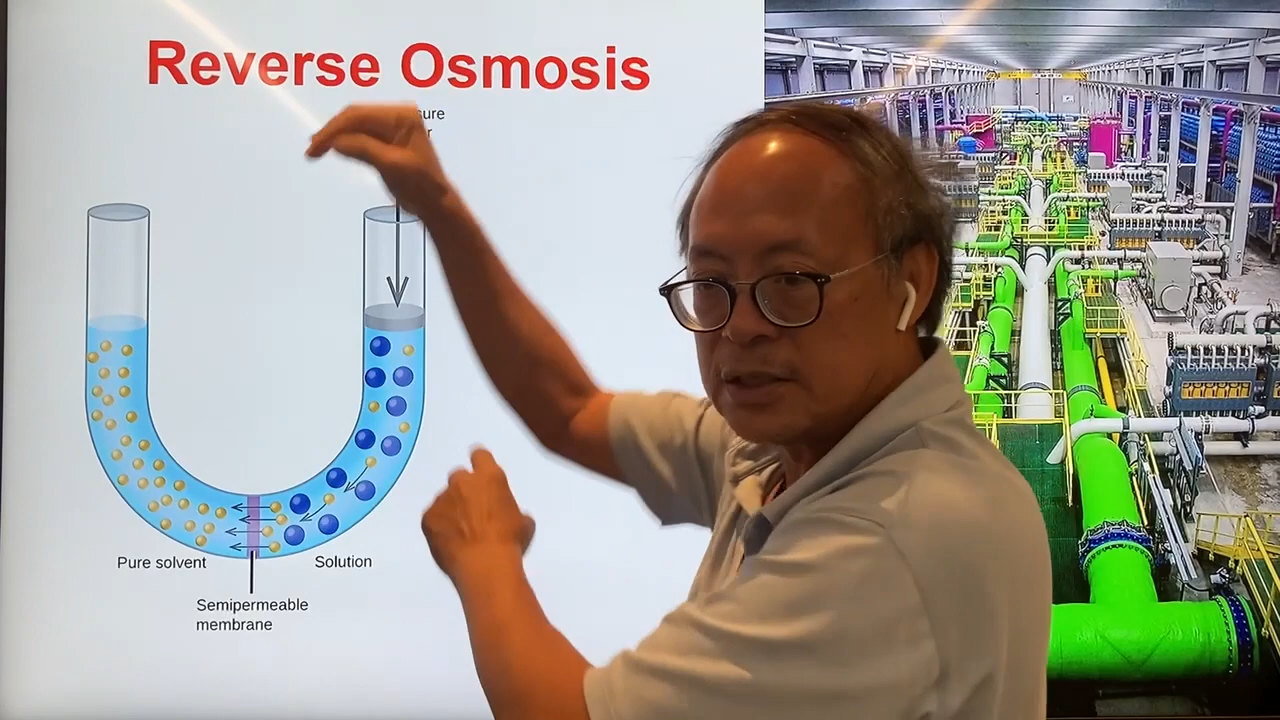 Reverse Osmosis
Pure solvent
Solution
Semipermeable
membrane